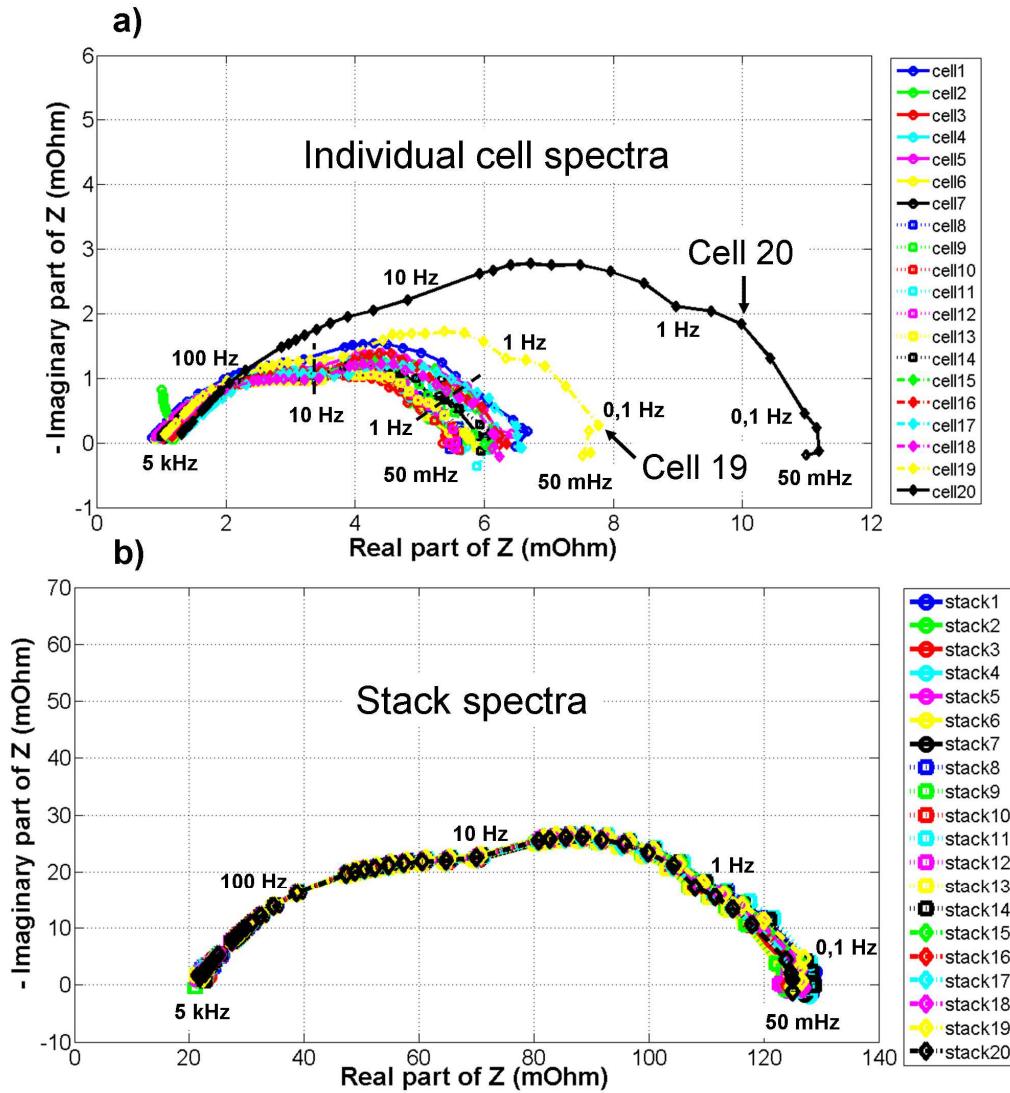 a)
- Imaginary part of Z (mOhm)
6
5
4
3
2
1
0
-1
Individual cell spectra
10 Hz
Cell 20
1 Hz
100 Hz
1 Hz
10 Hz
1 Hz
0,1 Hz
0,1 Hz
5 kHz
50 mHz
Cell 19
50 mHz
50 mHz
0
2
4
6
8
10
12
Real part of Z (mOhm)
cell1
cell2
cell3
cell4
cell5
cell6
cell7
cell8
cell9
cell10
cell11
cell12
cell13
cell14
cell15
cell16
cell17
cell18
cell19
cell20
b)
- Imaginary part of Z (mOhm)
70
60
50
40
30
20
10
0
-10
Stack spectra
10 Hz
100 Hz
1 Hz
0,1 Hz
5 kHz
50 mHz
0
20
40
60
80
100
120
140
Real part of Z (mOhm)
stack1
stack2
stack3
stack4
stack5
stack6
stack7
stack8
stack9
stack10
stack11
stack12
stack13
stack14
stack15
stack16
stack17
stack18
stack19
stack20